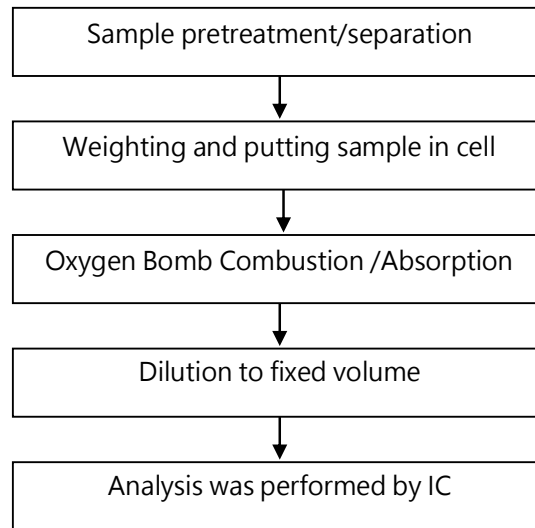 Sample pretreatment/separation
Weighting and putting sample in cell
Oxygen Bomb Combustion /Absorption
Dilution to fixed volume
Analysis was performed by IC